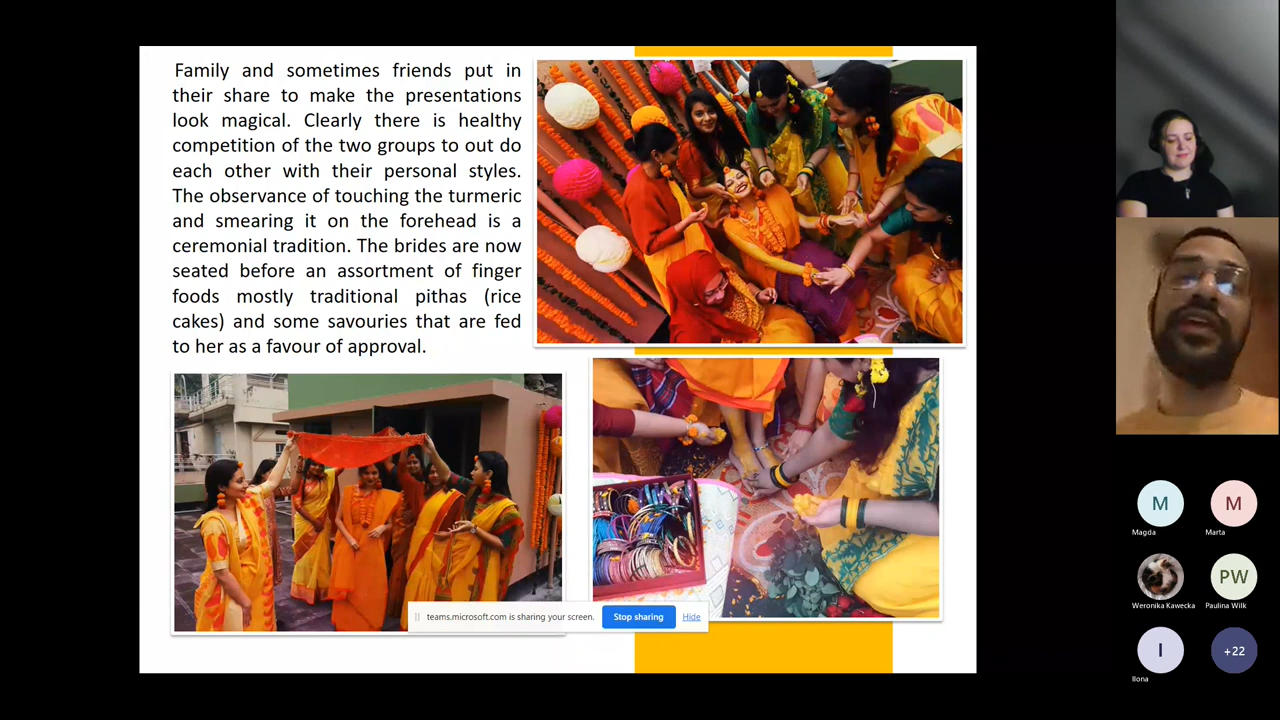 Family and sometimes friends put in
their share to make the presentations
look magical. Clearly there is healthy
competition of the two groups to out do
each other with their personal styles.
The observance of touching the turmeric
and smearing it on the forehead is a
ceremonial tradition. The brides are now
seated before an assortment of finger
foods mostly traditional pithas (rice
cakes) and some savouries that are fed
to her as a favour of approval.
teams.microsoft.com is sharing your screen.
Stop sharing
Hide
M
M
Magda
Marta
PW
Weronika Kawecka
Paulina Wilk
I
+22
Ilona